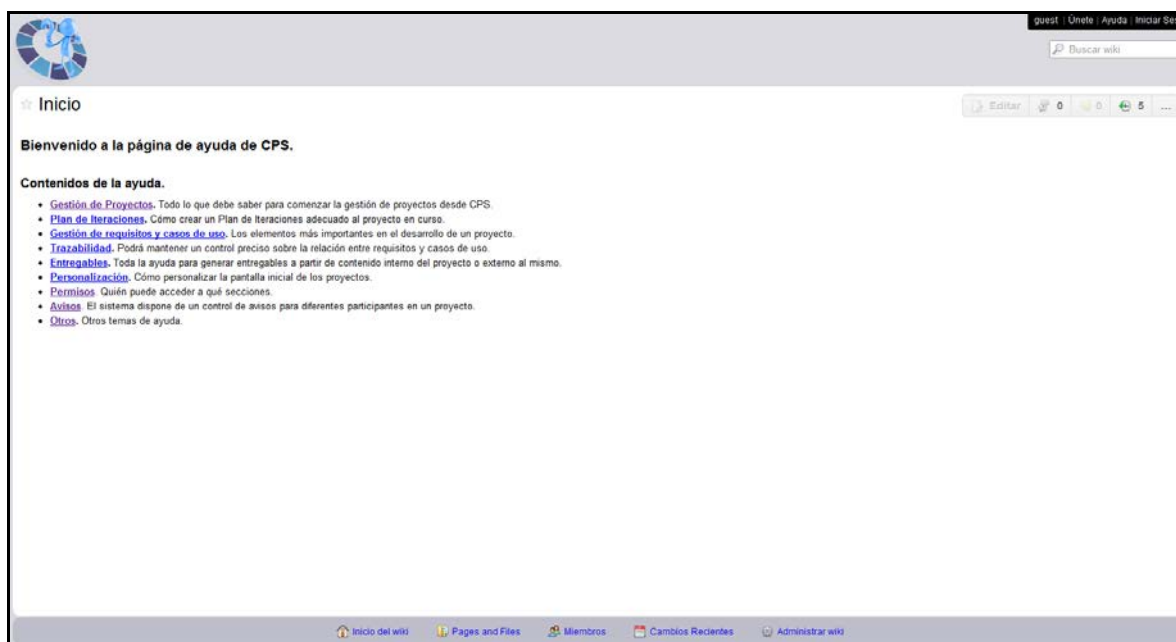 guest | Únete | Ayuda | Iniciar Ses
Buscar wiki
Inicio
Editar 0 0 5 ...
Bienvenido a la página de ayuda de CPS.
Contenidos de la ayuda.
• Gestión de Proyectos. Todo lo que debe saber para comenzar la gestión de proyectos desde CPS.
• Plan de Iteraciones. Cómo crear un Plan de Iteraciones adecuado al proyecto en curso.
• Gestión de requisitos y casos de uso. Los elementos más importantes en el desarrollo de un proyecto.
• Trazabilidad. Podrá mantener un control preciso sobre la relación entre requisitos y casos de uso.
• Entregables. Toda la ayuda para generar entregables a partir de contenido interno del proyecto o externo al mismo.
• Personalización. Cómo personalizar la pantalla inicial de los proyectos.
• Permisos. Quién puede acceder a qué secciones.
• Avisos. El sistema dispone de un control de avisos para diferentes participantes en un proyecto.
• Otros. Otros temas de ayuda.
Inicio del wiki Pages and Files Miembros Cambios Recientes Administrar wiki